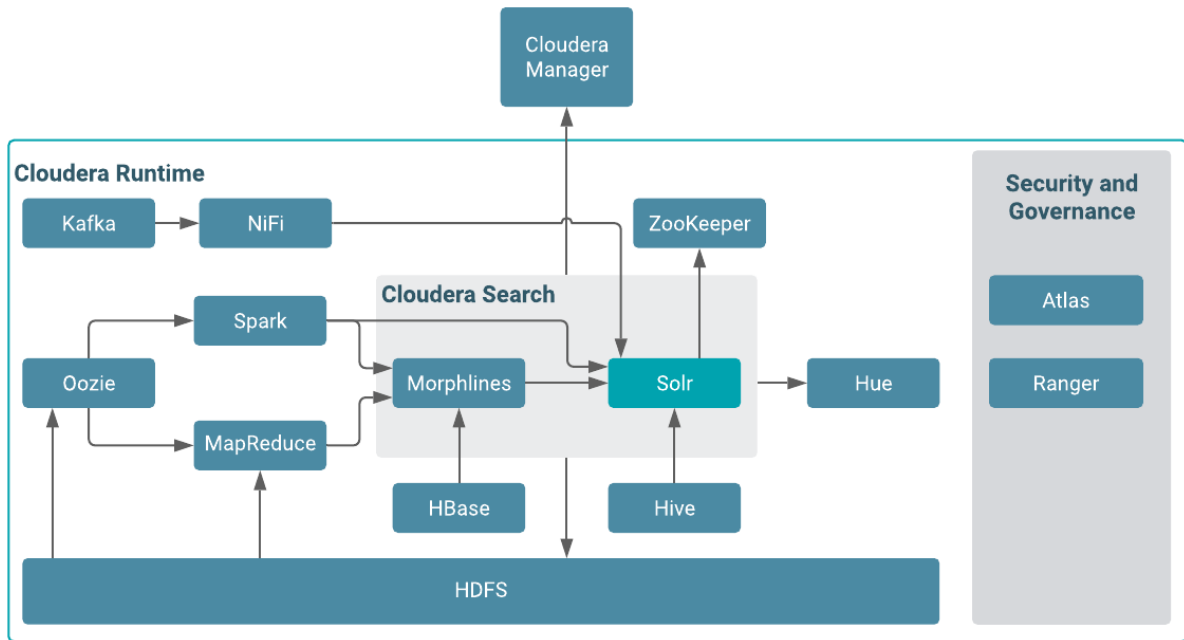 Cloudera
Manager
Cloudera Runtime
Security and
Governance
Kafka
NiFi
ZooKeeper
Cloudera Search
Atlas
Spark
Oozie
Morphlines
Solr
Hue
Ranger
MapReduce
HBase
Hive
HDFS